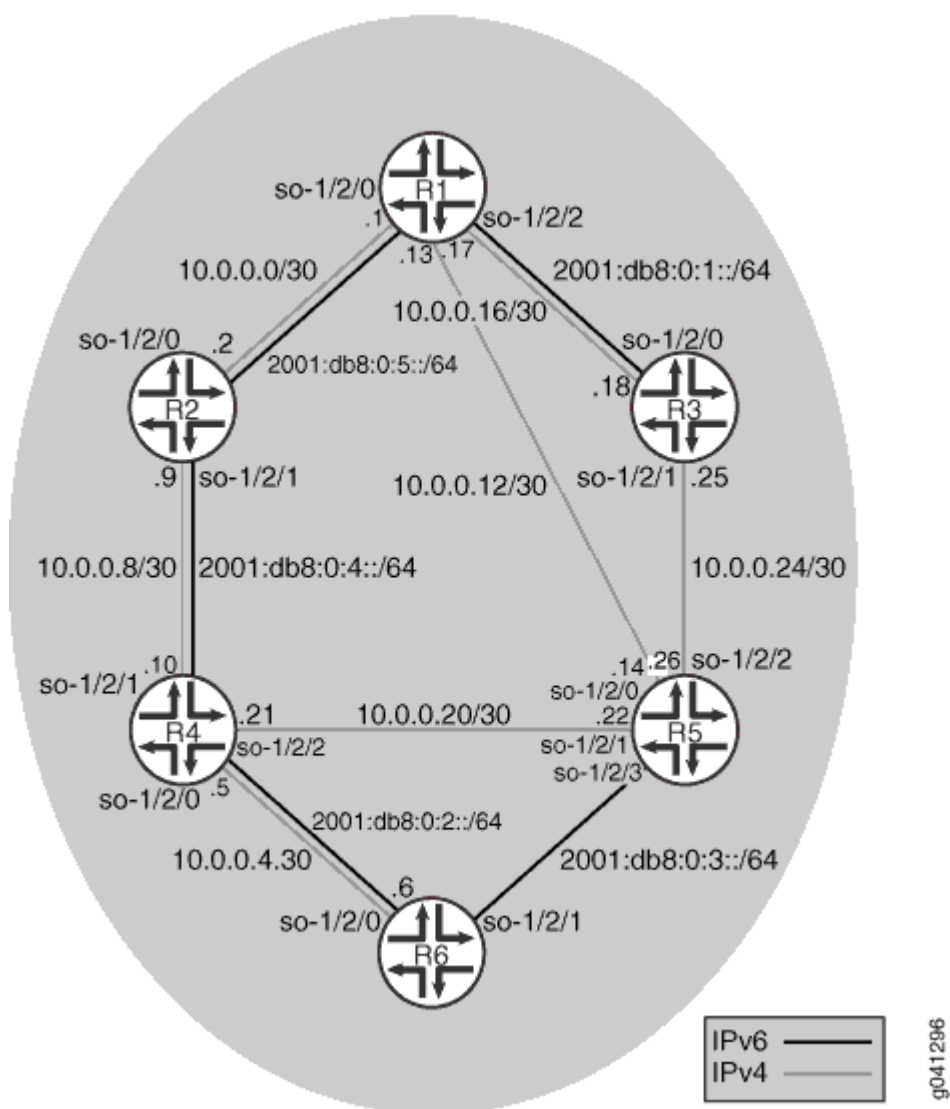 so-1/2/0
R1
.1
so-1/2/2
.13
.17
10.0.0.0/30
2001:db8:0:1::/64
10.0.0.16/30
so-1/2/0
.2
so-1/2/0
2001:db8:0:5::/64
.18
R2
R3
.9
so-1/2/1
10.0.0.12/30
so-1/2/1
.25
10.0.0.8/30
2001:db8:0:4::/64
10.0.0.24/30
.10
so-1/2/1
.14
.26
so-1/2/2
so-1/2/0
.21
10.0.0.20/30
.22
R4
R5
so-1/2/2
so-1/2/1
so-1/2/3
so-1/2/0
.5
2001:db8:0:2::/64
10.0.0.4.30
2001:db8:0:3::/64
.6
so-1/2/0
so-1/2/1
R6
IPv6
IPv4
g041296